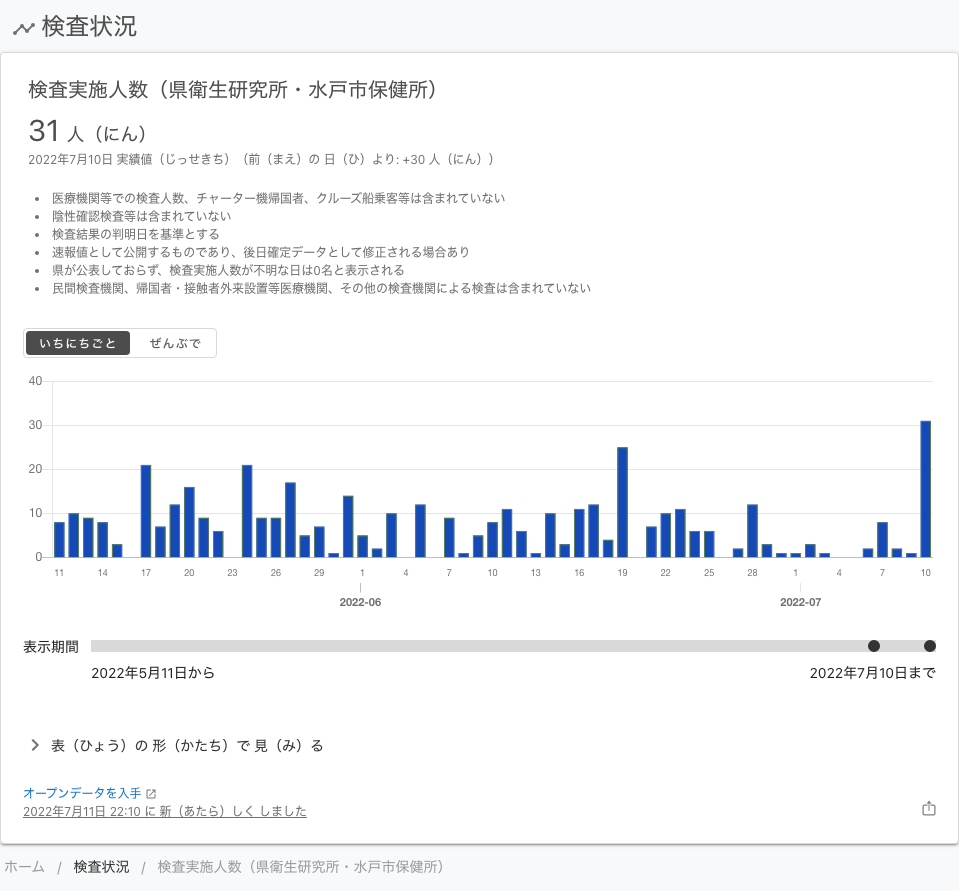 検査状況
検査実施人数（県衛生研究所・水戸市保健所）
31 人（にん）
2022年7月10日 実績値（じっせきち）（前（まえ）の 日（ひ）より: +30 人（にん））
• 医療機関等での検査人数、チャーター機帰国者、クルーズ船乗客等は含まれていない
• 陰性確認検査等は含まれていない
• 検査結果の判明日を基準とする
• 速報値として公開するものであり、後日確定データとして修正される場合あり
• 県が公表しておらず、検査実施人数が不明な日は0名と表示される
• 民間検査機関、帰国者・接触者外来設置等医療機関、その他の検査機関による検査は含まれていない
いちにちごと ぜんぶで
40
30
20
10
0
11 14 17 20 23 26 29 1 4 7 10 13 16 19 22 25 28 1 4 7 10
2022-06 2022-07
表示期間
2022年5月11日から 2022年7月10日まで
表（ひょう）の 形（かたち）で 見（み）る
オープンデータを入手
2022年7月11日 22:10 に 新（あたら）しく しました
ホーム / 検査状況 / 検査実施人数（県衛生研究所・水戸市保健所）